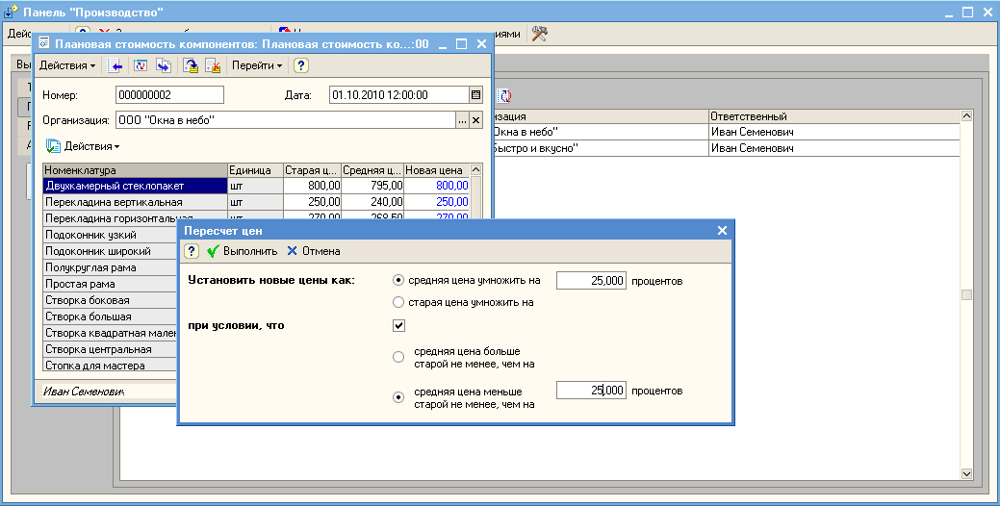 Панель "Производство"
Плановая стоимость компонентов: Плановая стоимость ко...:00
Действия
Перейти
Номер: 000000002 Дата: 01.10.2010 12:00:00
Организация: ООО "Окна в небо"
Действия
Номенклатура Единица Старая ц... Средняя ц... Новая цена
Двухкамерный стеклопакет шт 800,00 795,00 800,00
Перекладина вертикальная шт 250,00 240,00 250,00
Перекладина горизонтальная шт 270,00 268,50 270,00
Подоконник узкий
Подоконник широкий
Полукруглая рама
Простая рама
Створка боковая
Створка большая
Створка квадратная мален
Створка центральная
Стопка для мастера
Иван Семенович
Ответственный
Окна в небо" Иван Семенович
Быстро и вкусно" Иван Семенович
Пересчет цен
Выполнить Отмена
Установить новые цены как: средняя цена умножить на 25,000 процентов
старая цена умножить на
при условии, что
средняя цена больше
старой не менее, чем на
средняя цена меньше
старой не менее, чем на 25,000 процентов